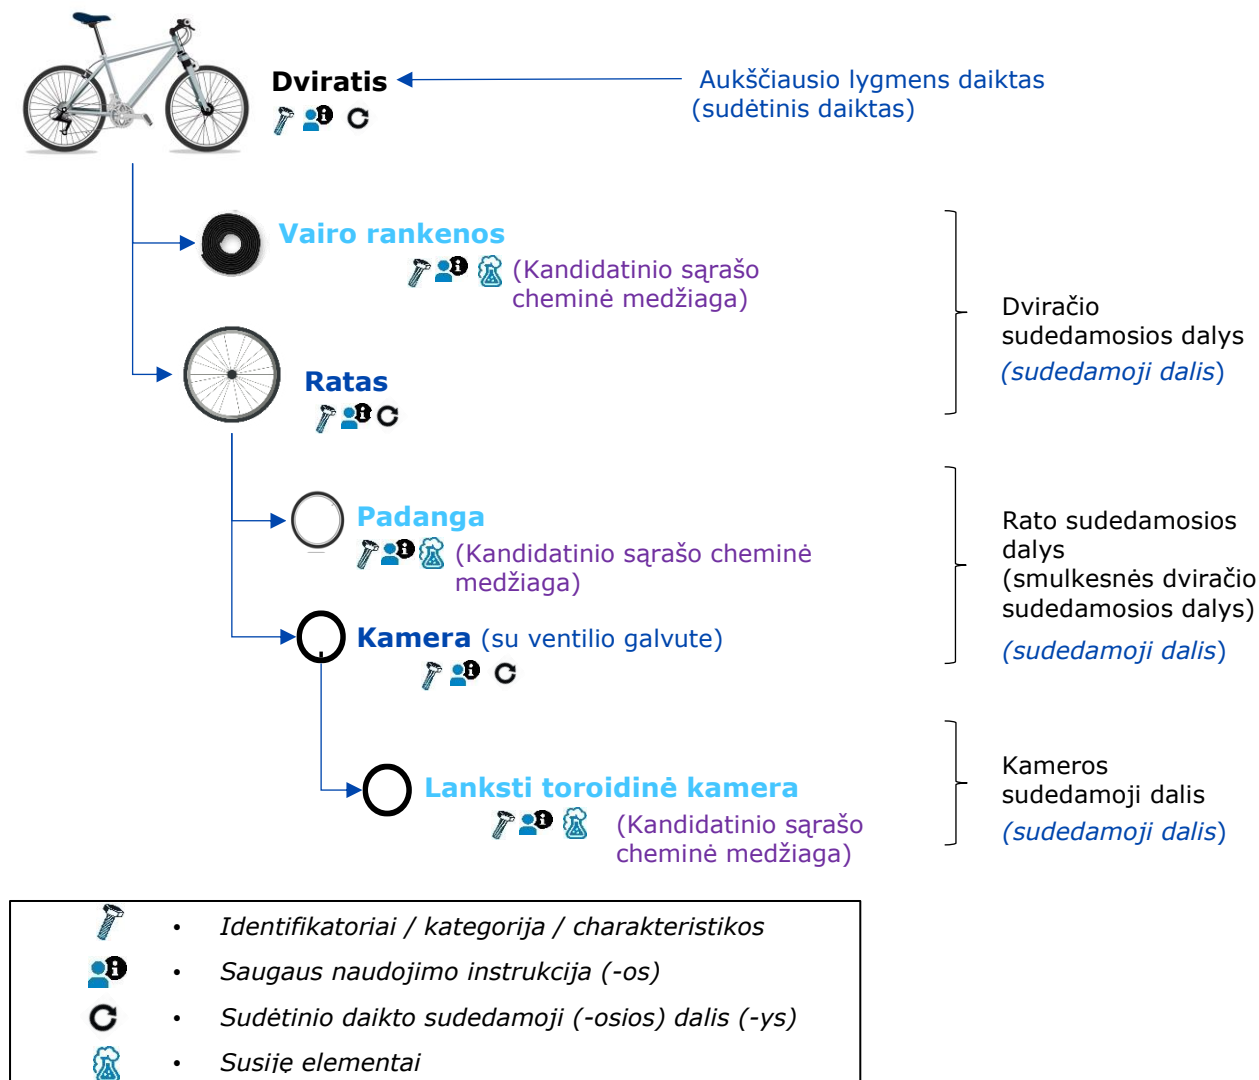 Dviratis
Aukščiausio lygmens daiktas
(sudėtinis daiktas)
Vairo rankenos
(Kandidatinio sąrašo
cheminė medžiaga)
Dviračio
sudedamosios dalys
(sudedamoji dalis)
Ratas
Padanga
(Kandidatinio sąrašo cheminė
medžiaga)
Rato sudedamosios
dalys
(smulkesnės dviračio
sudedamosios dalys)
(sudedamoji dalis)
Kamera (su ventilio galvute)
Lanksti toroidinė kamera
(Kandidatinio sąrašo
cheminė medžiaga)
Kameros
sudedamoji dalis
(sudedamoji dalis)
• Identifikatoriai / kategorija / charakteristikos
• Saugaus naudojimo instrukcija (-os)
• Sudėtinio daikto sudedamoji (-osios) dalis (-ys)
• Susiję elementai